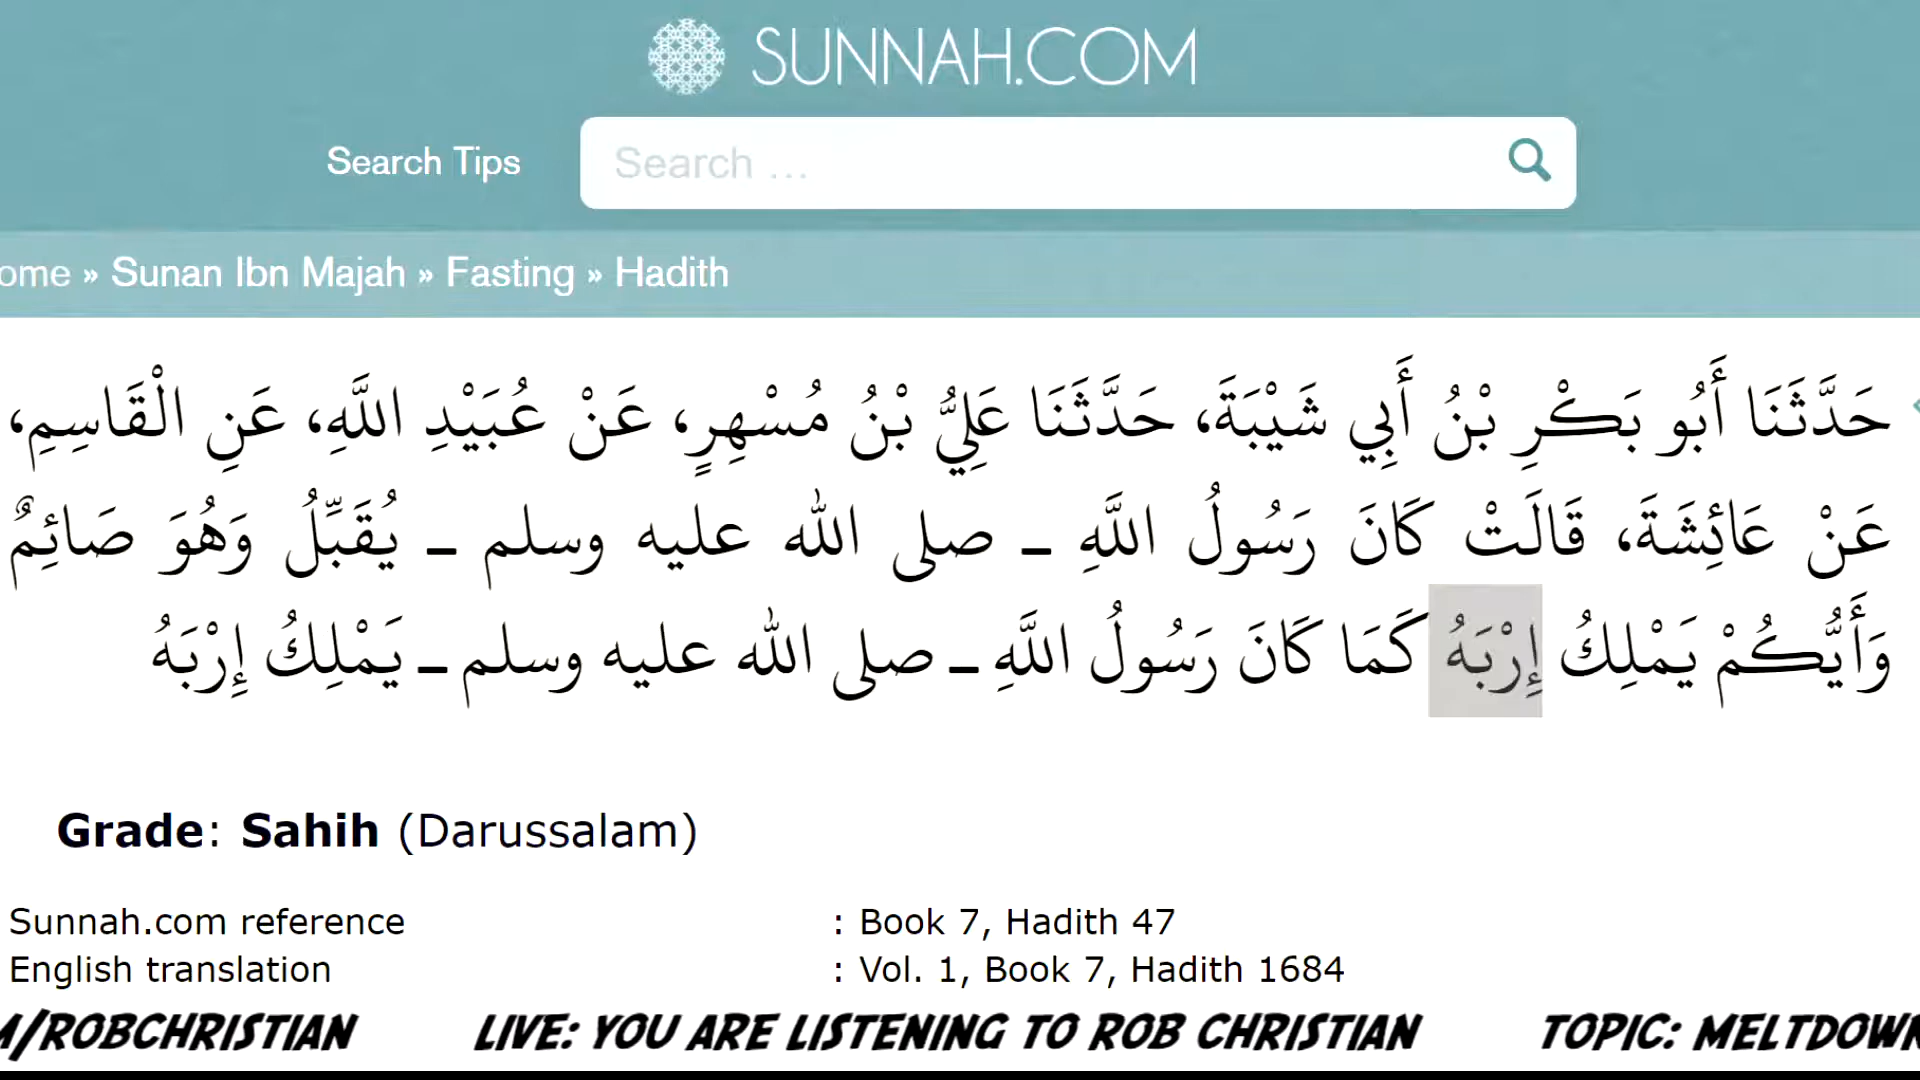 SUNNAH.COM
Search Tips
Search ...
ome » Sunan Ibn Majah » Fasting » Hadith
حَدَّثَنَا أَبُو بَكْرِ بْنُ أَبِي شَيْبَةَ، حَدَّثَنَا عَلِيُّ بْنُ مُسْهِرٍ، عَنْ عُبَيْدِ اللَّهِ، عَنِ الْقَاسِمِ،
عَنْ عَائِشَةَ، قَالَتْ كَانَ رَسُولُ اللَّهِ ـ صلى الله عليه وسلم ـ يُقَبِّلُ وَهُوَ صَائِمٌ
وَأَيُّكُمْ يَمْلِكُ إِرْبَهُ كَمَا كَانَ رَسُولُ اللَّهِ ـ صلى الله عليه وسلم ـ يَمْلِكُ إِرْبَهُ
Grade: Sahih (Darussalam)
Sunnah.com reference : Book 7, Hadith 47
English translation : Vol. 1, Book 7, Hadith 1684
M/ROBCHRISTIAN LIVE: YOU ARE LISTENING TO ROB CHRISTIAN TOPIC: MELTDOWN